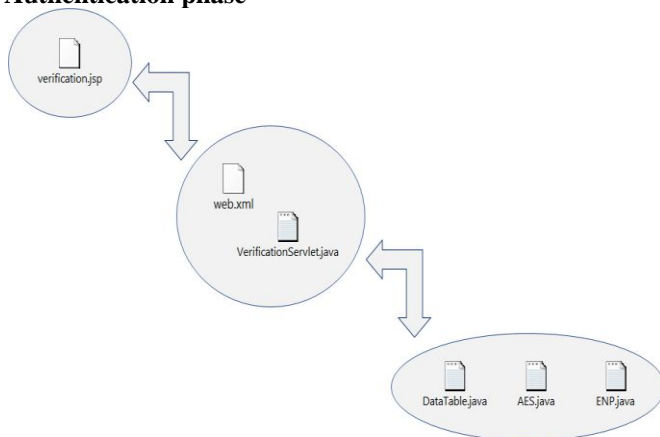 Authentication phase
verification.jsp
web.xml
VerificationServlet.java
DataTable.java AES.java ENP.java